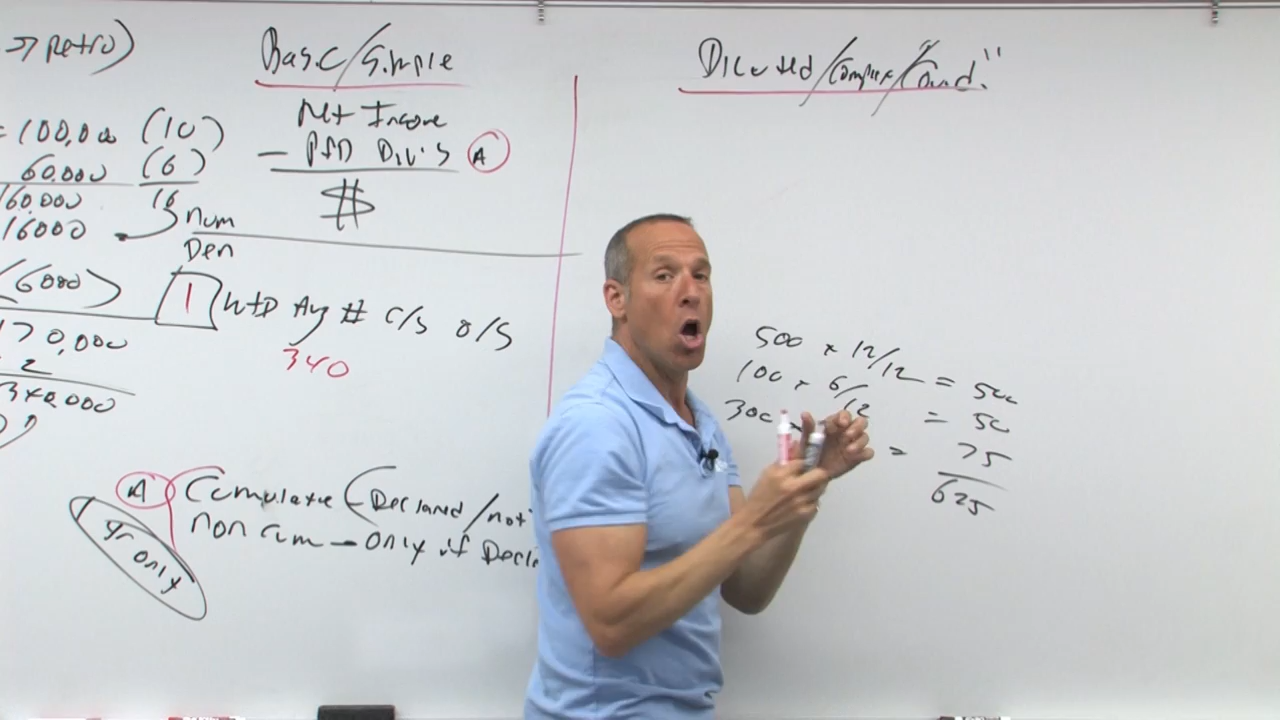 → Retro)
= 100,000 (10)
60,000 (6)
160,000 16
16000 Num
Den
(6000)
170,000
2
340,000
Basic/Simple
Net Income
- Pfd Div's A
$
1 Wtd Avg # C/S O/S
340
A Cumulative (Declared/not
non cum - only if Decl
yr only
Diluted/Complex/"Cond."
500 x 12/12 = 500
100 x 6/12 = 50
300 x = 75
625